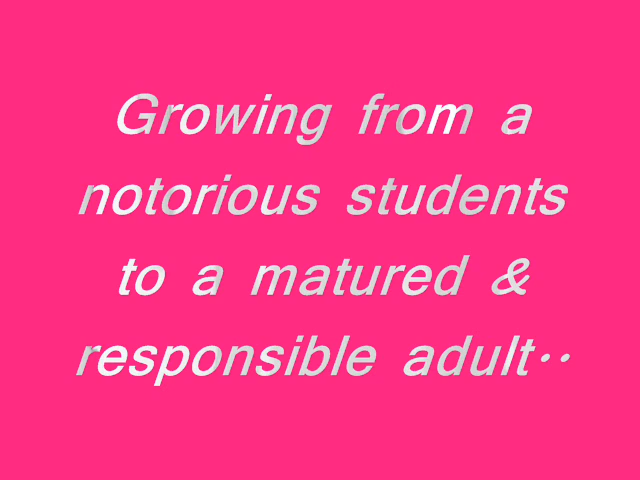 Growing from a
notorious students
to a matured &
responsible adult..